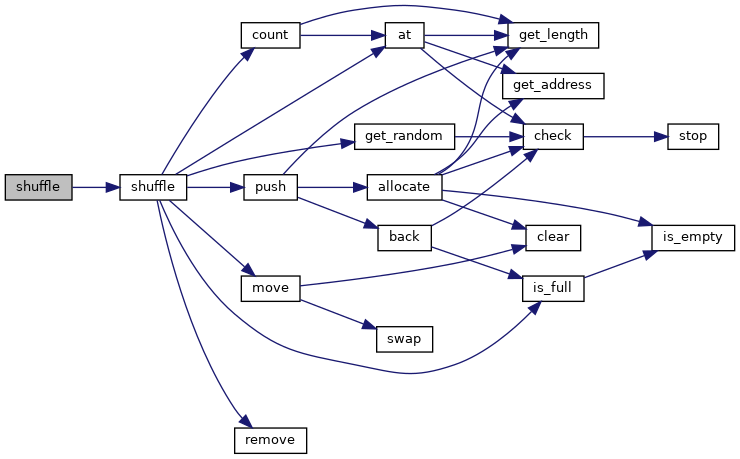 count
at
get_length
get_address
get_random
check
stop
shuffle
shuffle
push
allocate
back
clear
is_empty
move
is_full
swap
remove